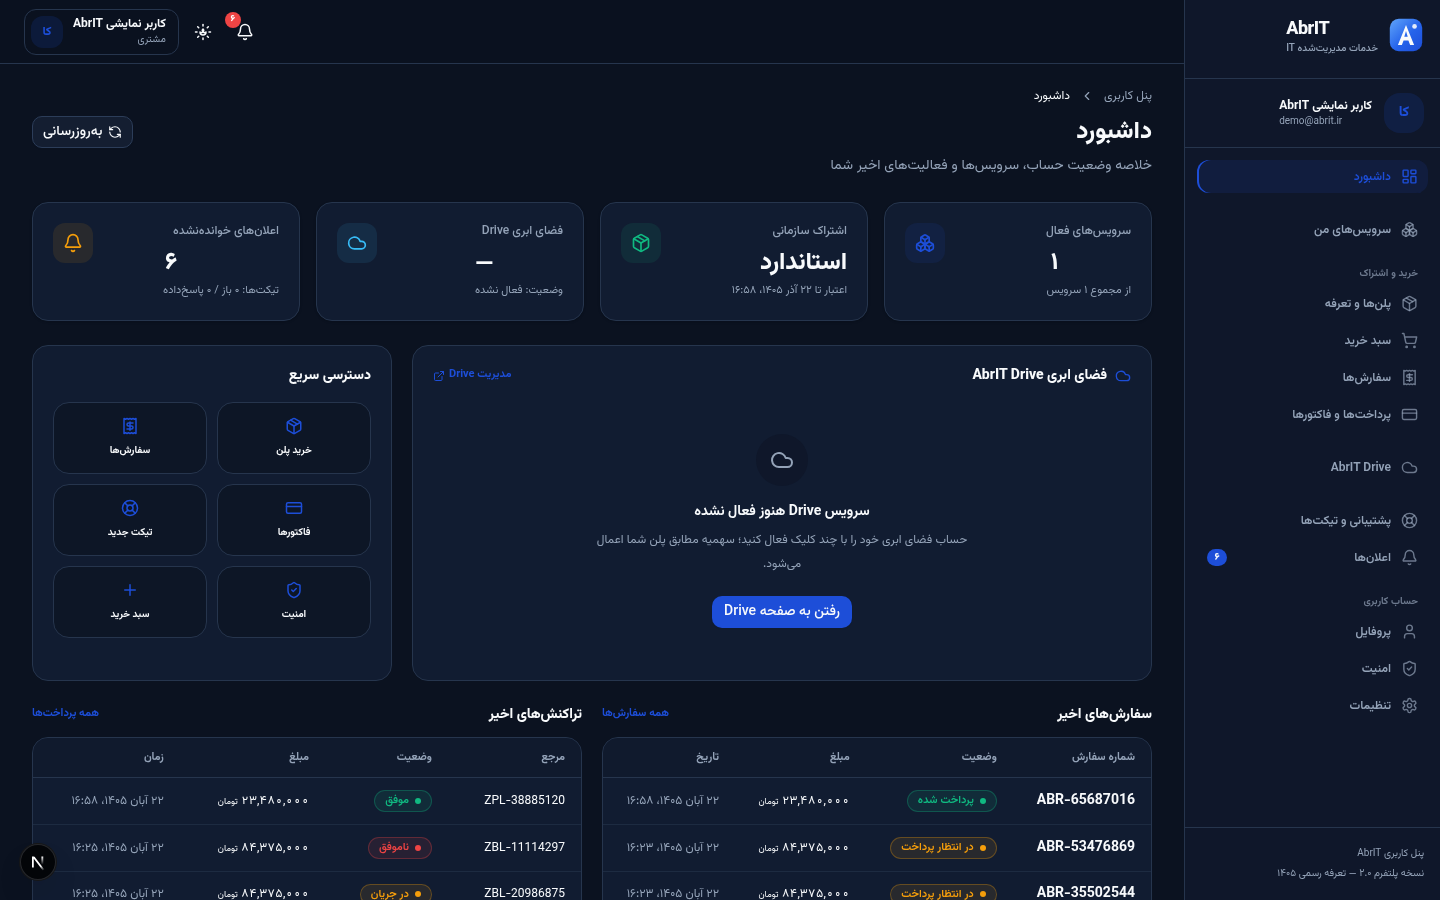 AbrIT
خدمات مدیریت‌شده IT
کاربر نمایشی AbrIT
demo@abrit.ir
کا
داشبورد
سرویس‌های من
خرید و اشتراک
پلن‌ها و تعرفه
سبد خرید
سفارش‌ها
پرداخت‌ها و فاکتورها
AbrIT Drive
پشتیبانی و تیکت‌ها
اعلان‌ها
۶
حساب کاربری
پروفایل
امنیت
تنظیمات
پنل کاربری AbrIT
نسخه پلتفرم ۲.۰ — تعرفه رسمی ۱۴۰۵
۶
کاربر نمایشی AbrIT
مشتری
کا
پنل کاربری
داشبورد
داشبورد
خلاصه وضعیت حساب، سرویس‌ها و فعالیت‌های اخیر شما
به‌روزرسانی
سرویس‌های فعال
۱
از مجموع ۱ سرویس
اشتراک سازمانی
استاندارد
اعتبار تا ۲۲ آذر ۱۴۰۵، ۱۶:۵۸
فضای ابری Drive
—
وضعیت: فعال نشده
اعلان‌های خوانده‌نشده
۶
تیکت‌ها: ۰ باز / ۰ پاسخ‌داده
فضای ابری AbrIT Drive
مدیریت Drive
سرویس Drive هنوز فعال نشده
حساب فضای ابری خود را با چند کلیک فعال کنید؛ سهمیه مطابق پلن شما اعمال
می‌شود.
رفتن به صفحه Drive
دسترسی سریع
خرید پلن
سفارش‌ها
فاکتورها
تیکت جدید
امنیت
سبد خرید
سفارش‌های اخیر
همه سفارش‌ها
شماره سفارش وضعیت مبلغ تاریخ
ABR-65687016 پرداخت شده ۲۳,۴۸۰,۰۰۰ تومان ۲۲ آبان ۱۴۰۵، ۱۶:۵۸
ABR-53476869 در انتظار پرداخت ۸۴,۳۷۵,۰۰۰ تومان ۲۲ آبان ۱۴۰۵، ۱۶:۲۳
ABR-35502544 در انتظار پرداخت ۸۴,۳۷۵,۰۰۰ تومان ۲۲ آبان ۱۴۰۵، ۱۶:۲۳
تراکنش‌های اخیر
همه پرداخت‌ها
مرجع وضعیت مبلغ زمان
ZPL-38885120 موفق ۲۳,۴۸۰,۰۰۰ تومان ۲۲ آبان ۱۴۰۵، ۱۶:۵۸
ZBL-11114297 ناموفق ۸۴,۳۷۵,۰۰۰ تومان ۲۲ آبان ۱۴۰۵، ۱۶:۲۵
ZBL-20986875 در جریان ۸۴,۳۷۵,۰۰۰ تومان ۲۲ آبان ۱۴۰۵، ۱۶:۲۵